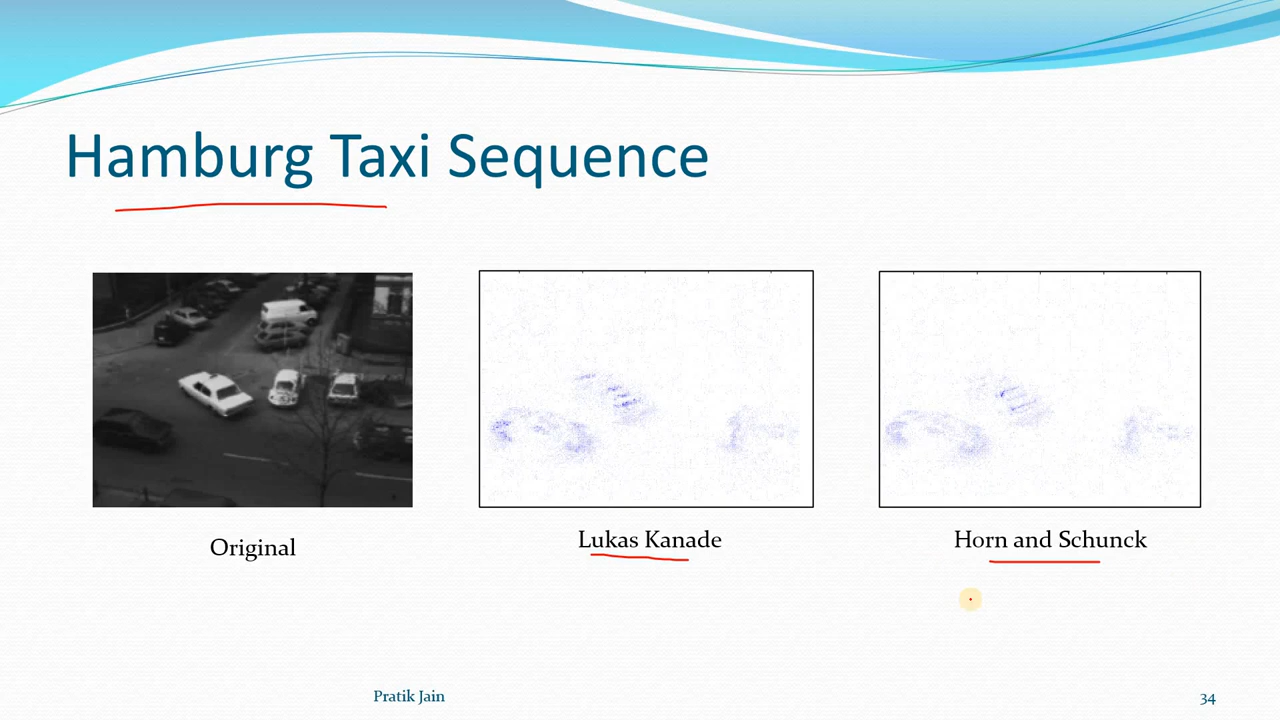 Hamburg Taxi Sequence
Original
Lukas Kanade
Horn and Schunck
Pratik Jain
34